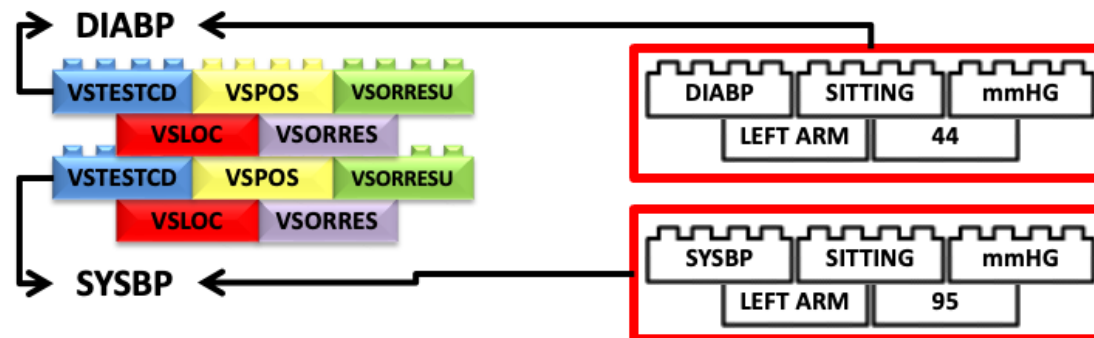 DIABP
VSTESTCD VSPOS VSORRESU
VSLOC VSORRES
VSTESTCD VSPOS VSORRESU
VSLOC VSORRES
SYSBP
DIABP SITTING mmHG
LEFT ARM 44
SYSBP SITTING mmHG
LEFT ARM 95